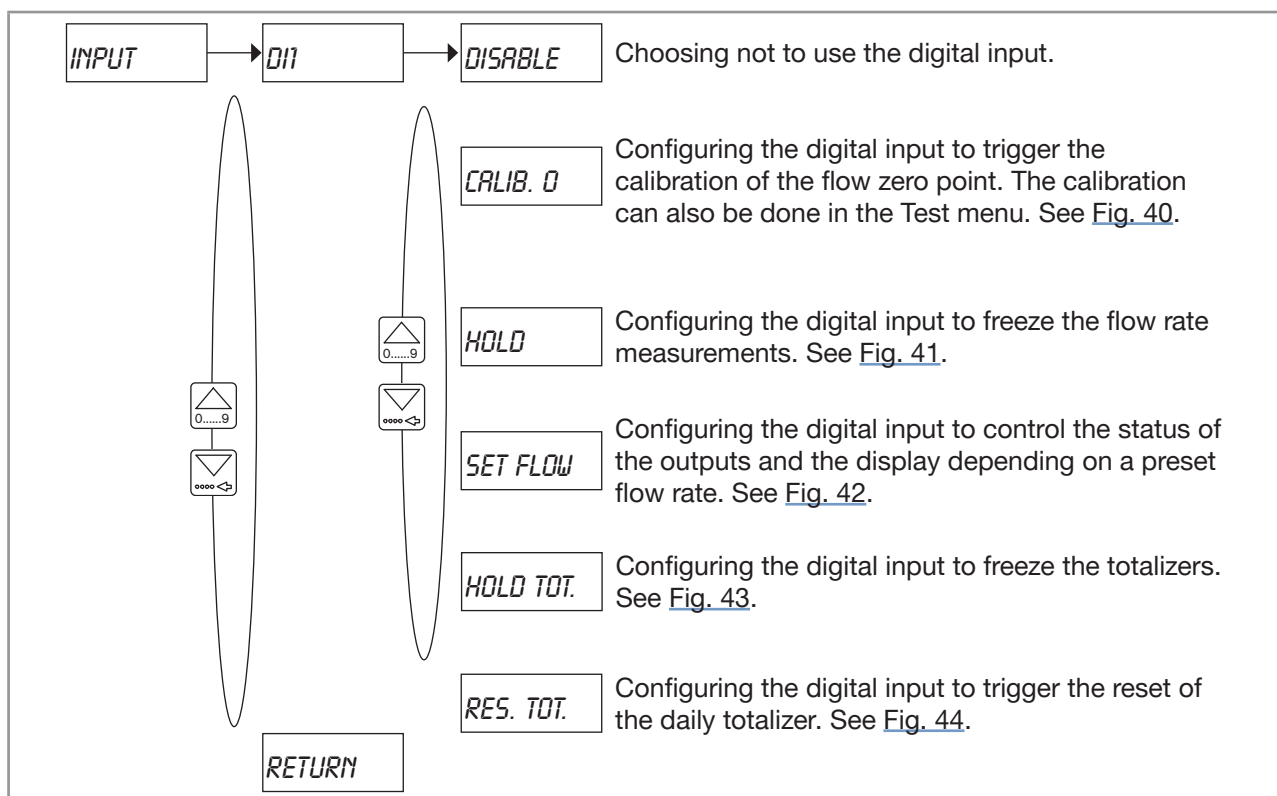 INPUT
DI1
DISABLE
Choosing not to use the digital input.
CALIB. 0
Configuring the digital input to trigger the
calibration of the flow zero point. The calibration
can also be done in the Test menu. See Fig. 40.
HOLD
Configuring the digital input to freeze the flow rate
measurements. See Fig. 41.
0......9
0......9
SET FLOW
Configuring the digital input to control the status of
the outputs and the display depending on a preset
flow rate. See Fig. 42.
HOLD TOT.
Configuring the digital input to freeze the totalizers.
See Fig. 43.
RES. TOT.
Configuring the digital input to trigger the reset of
the daily totalizer. See Fig. 44.
RETURN